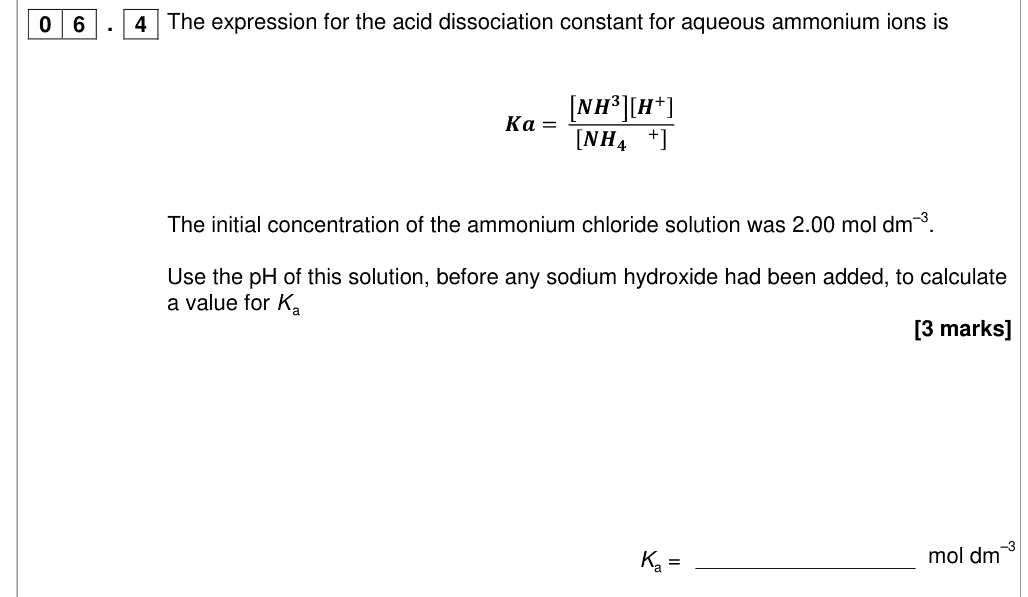 06.4 The expression for the acid dissociation constant for aqueous ammonium ions is
Ka = [NH³][H⁺] / [NH₄ ⁺]
The initial concentration of the ammonium chloride solution was 2.00 mol dm⁻³.
Use the pH of this solution, before any sodium hydroxide had been added, to calculate
a value for Kₐ
[3 marks]
Kₐ = ____________________ mol dm⁻³